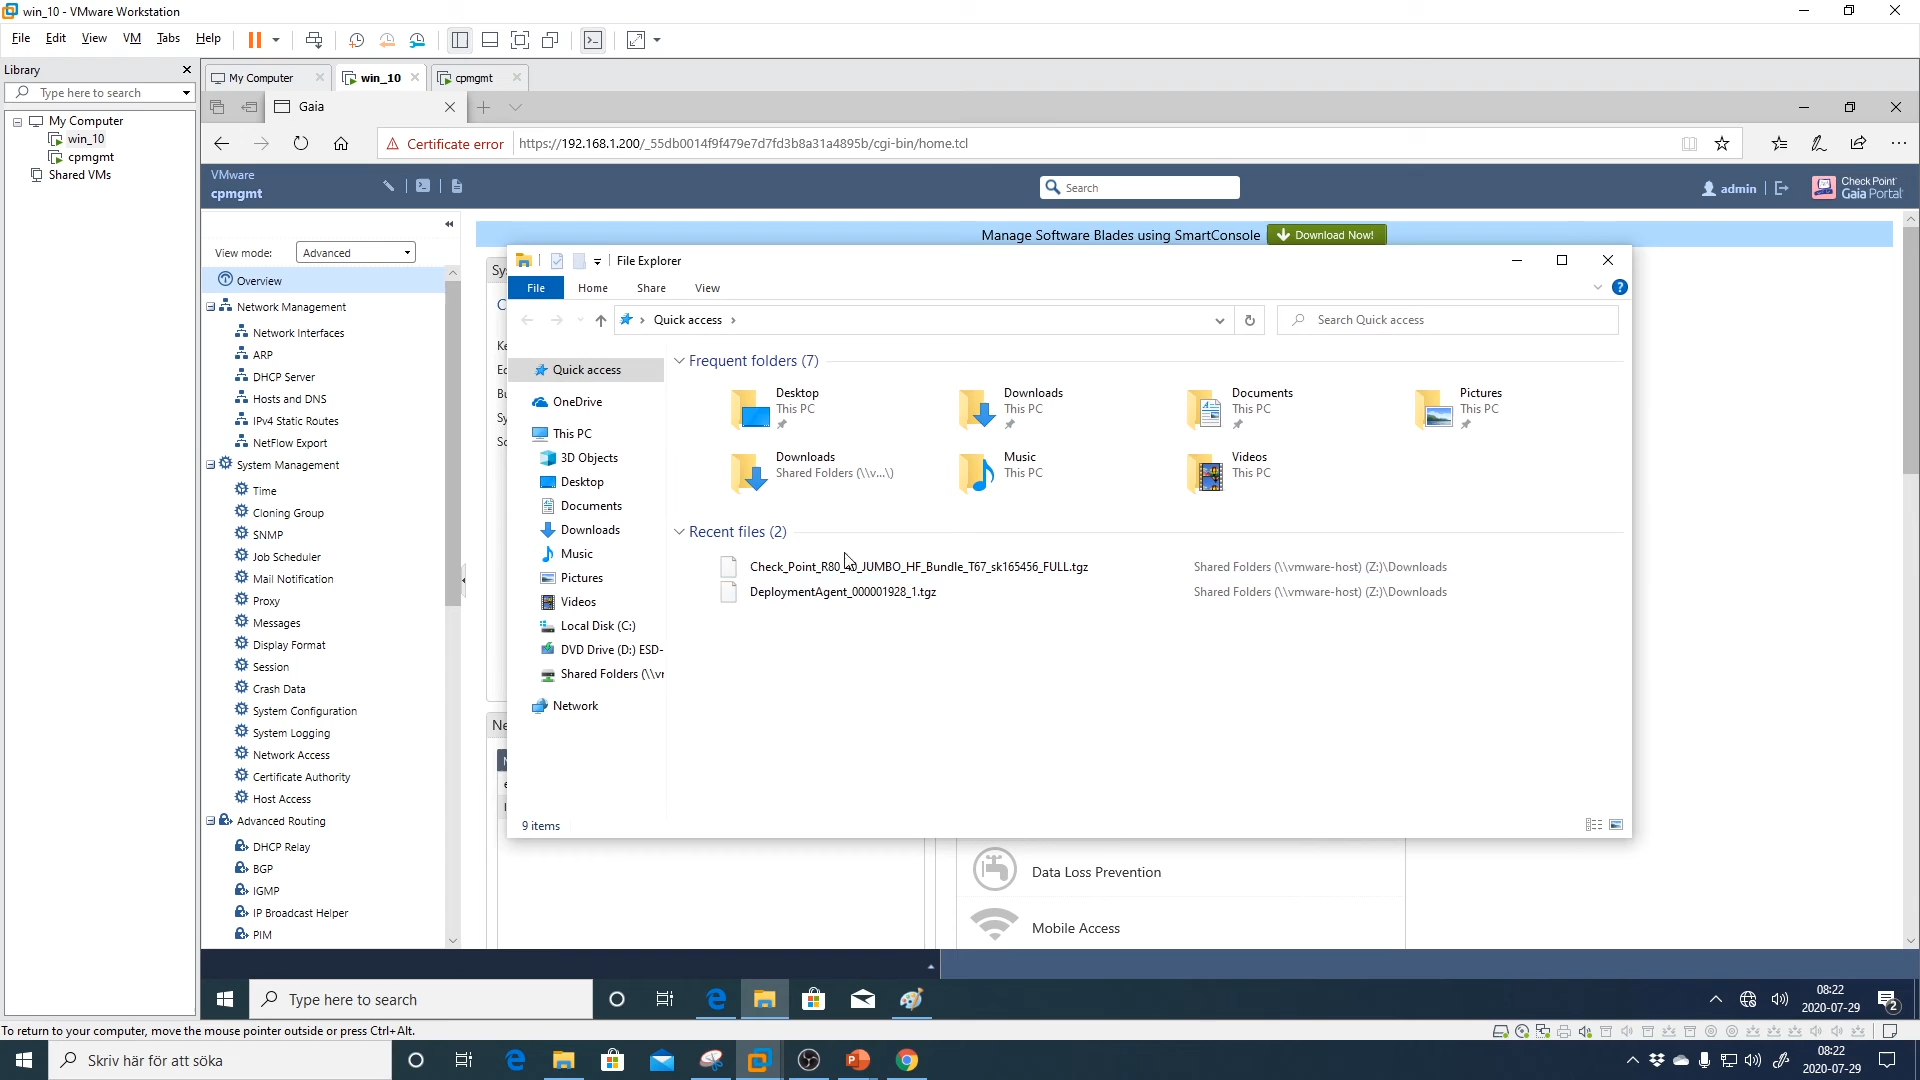 win_10 - VMware Workstation
File Edit View VM Tabs Help
Library
Type here to search
My Computer
win_10
cpmgmt
Shared VMs
My Computer
win_10
cpmgmt
Gaia
Certificate error
https://192.168.1.200/_55db0014f9f479e7d7fd3b8a31a4895b/cgi-bin/home.tcl
VMware
cpmgmt
Search
admin
Check Point
Gaia Portal
View mode: Advanced
Overview
Network Management
Network Interfaces
ARP
DHCP Server
Hosts and DNS
IPv4 Static Routes
NetFlow Export
System Management
Time
Cloning Group
SNMP
Job Scheduler
Mail Notification
Proxy
Messages
Display Format
Session
Crash Data
System Configuration
System Logging
Network Access
Certificate Authority
Host Access
Advanced Routing
DHCP Relay
BGP
IGMP
IP Broadcast Helper
PIM
Manage Software Blades using SmartConsole
Download Now!
File Explorer
File Home Share View
Quick access
Search Quick access
Quick access
OneDrive
This PC
3D Objects
Desktop
Documents
Downloads
Music
Pictures
Videos
Local Disk (C:)
DVD Drive (D:) ESD-
Shared Folders (\\vr
Network
Frequent folders (7)
Desktop
This PC
Downloads
This PC
Documents
This PC
Pictures
This PC
Downloads
Shared Folders (\\v...\)
Music
This PC
Videos
This PC
Recent files (2)
Check_Point_R80_40_JUMBO_HF_Bundle_T67_sk165456_FULL.tgz
Shared Folders (\\vmware-host) (Z:)\Downloads
DeploymentAgent_000001928_1.tgz
Shared Folders (\\vmware-host) (Z:)\Downloads
9 items
Data Loss Prevention
Mobile Access
Type here to search
08:22
2020-07-29
2
To return to your computer, move the mouse pointer outside or press Ctrl+Alt.
Skriv här för att söka
08:22
2020-07-29